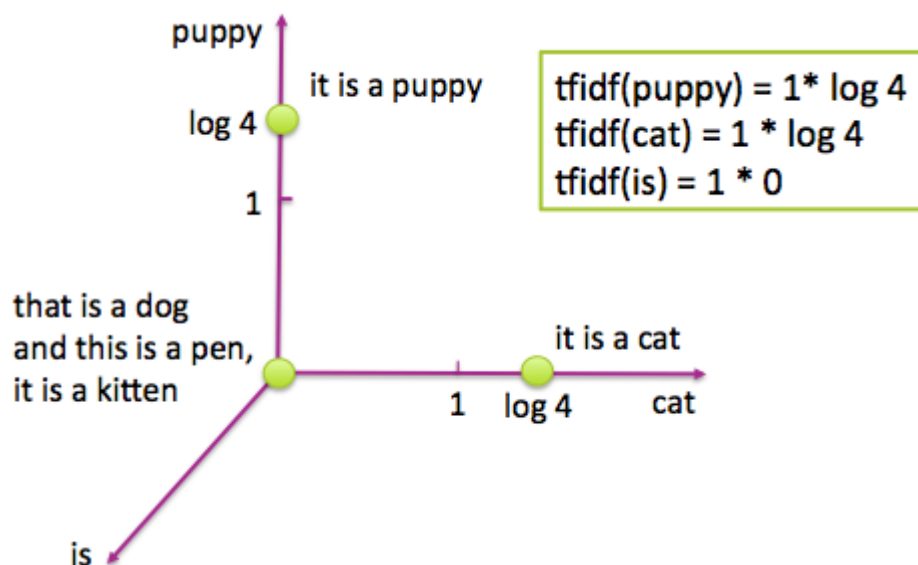 puppy
it is a puppy
log 4
1
tfidf(puppy) = 1* log 4
tfidf(cat) = 1 * log 4
tfidf(is) = 1 * 0
that is a dog
and this is a pen,
it is a kitten
it is a cat
1
log 4
cat
is